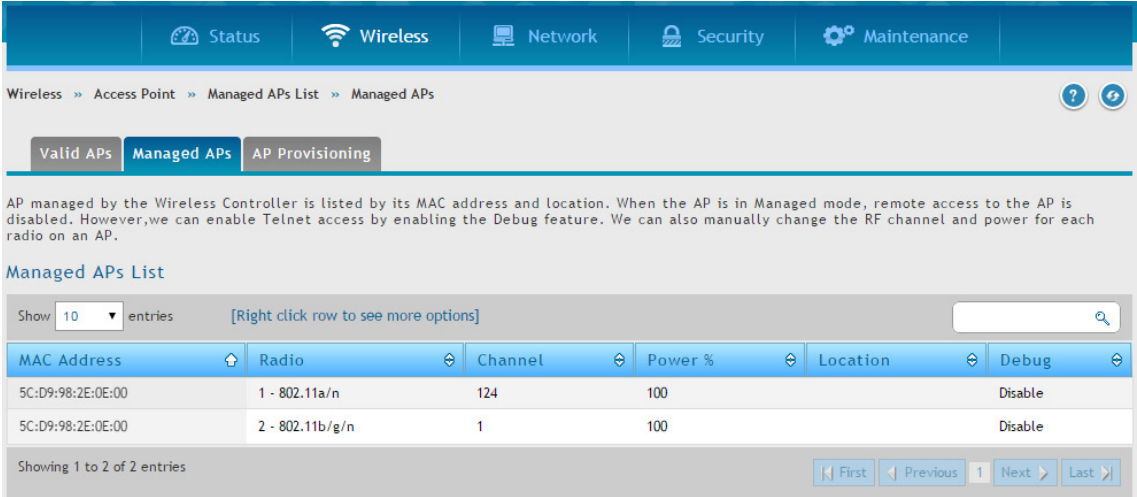 Status Wireless Network Security Maintenance
Wireless » Access Point » Managed APs List » Managed APs
Valid APs Managed APs AP Provisioning
AP managed by the Wireless Controller is listed by its MAC address and location. When the AP is in Managed mode, remote access to the AP is
disabled. However,we can enable Telnet access by enabling the Debug feature. We can also manually change the RF channel and power for each
radio on an AP.
Managed APs List
Show 10 entries [Right click row to see more options]
MAC Address Radio Channel Power % Location Debug
5C:D9:98:2E:0E:00 1 - 802.11a/n 124 100 Disable
5C:D9:98:2E:0E:00 2 - 802.11b/g/n 1 100 Disable
Showing 1 to 2 of 2 entries First Previous 1 Next Last